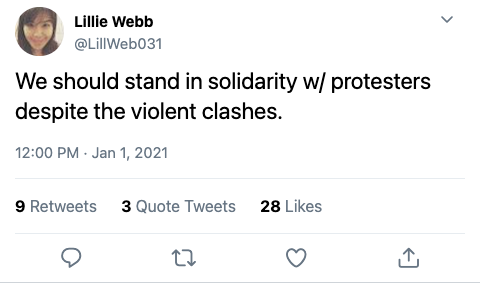 Lillie Webb
@LillWeb031
We should stand in solidarity w/ protesters
despite the violent clashes.
12:00 PM · Jan 1, 2021
9 Retweets 3 Quote Tweets 28 Likes